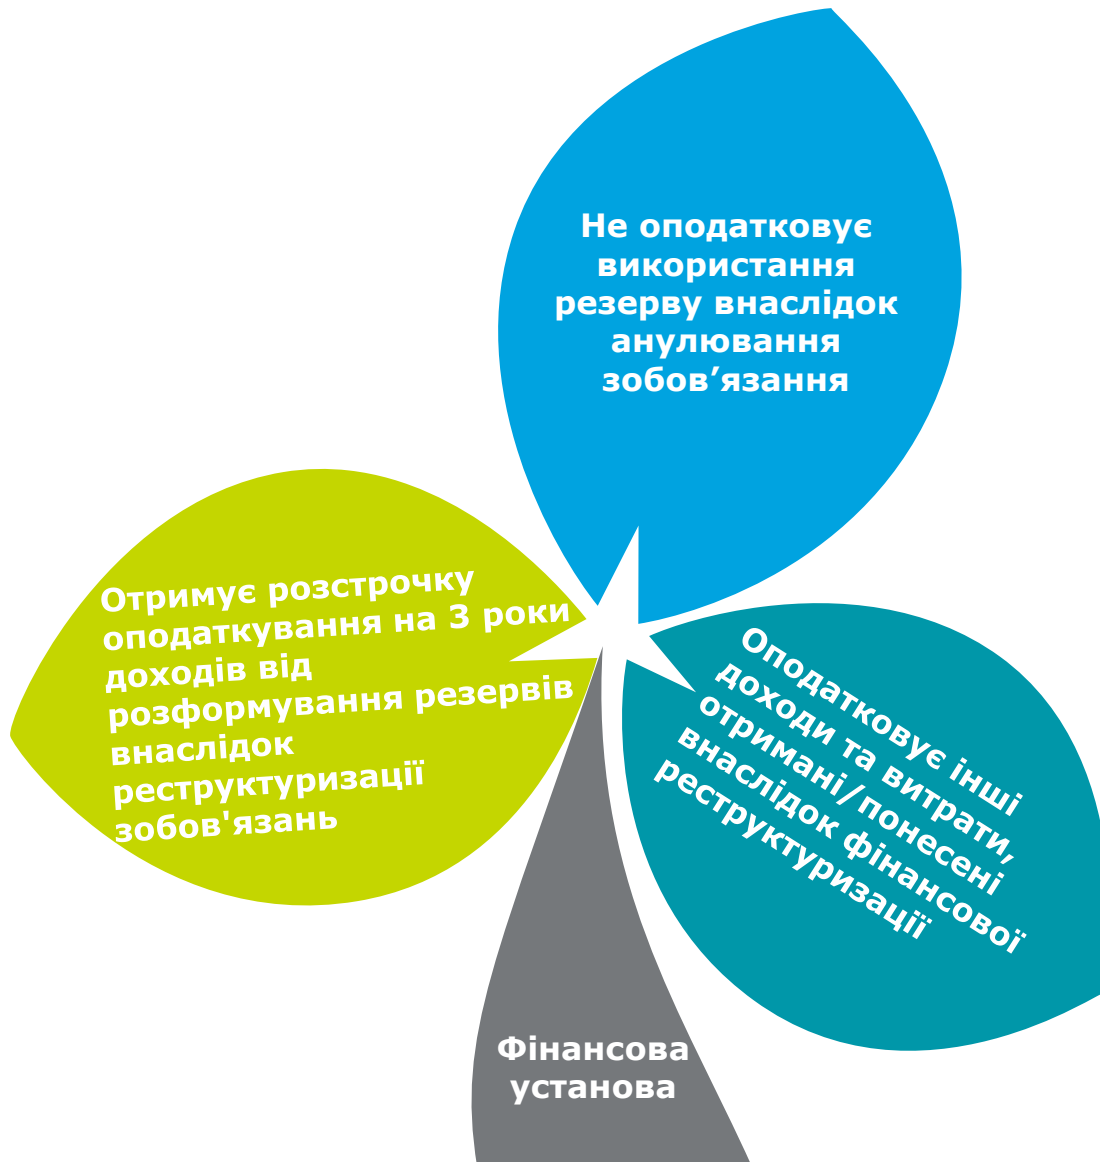 Не оподатковує
використання
резерву внаслідок
анулювання
зобов’язання
Отримує розстрочку
оподаткування на 3 роки
доходів від
розформування резервів
внаслідок
реструктуризації
зобов'язань
Оподатковує інші
доходи та витрати,
отримані/понесені
внаслідок фінансової
реструктуризації
Фінансова
установа